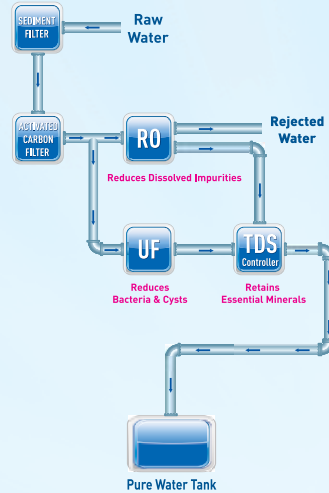 SEDIMENT
FILTER
Raw
Water
ACTIVATED
CARBON
FILTER
RO
Rejected
Water
Reduces Dissolved Impurities
UF
TDS
Controller
Reduces
Bacteria & Cysts
Retains
Essential Minerals
Pure Water Tank